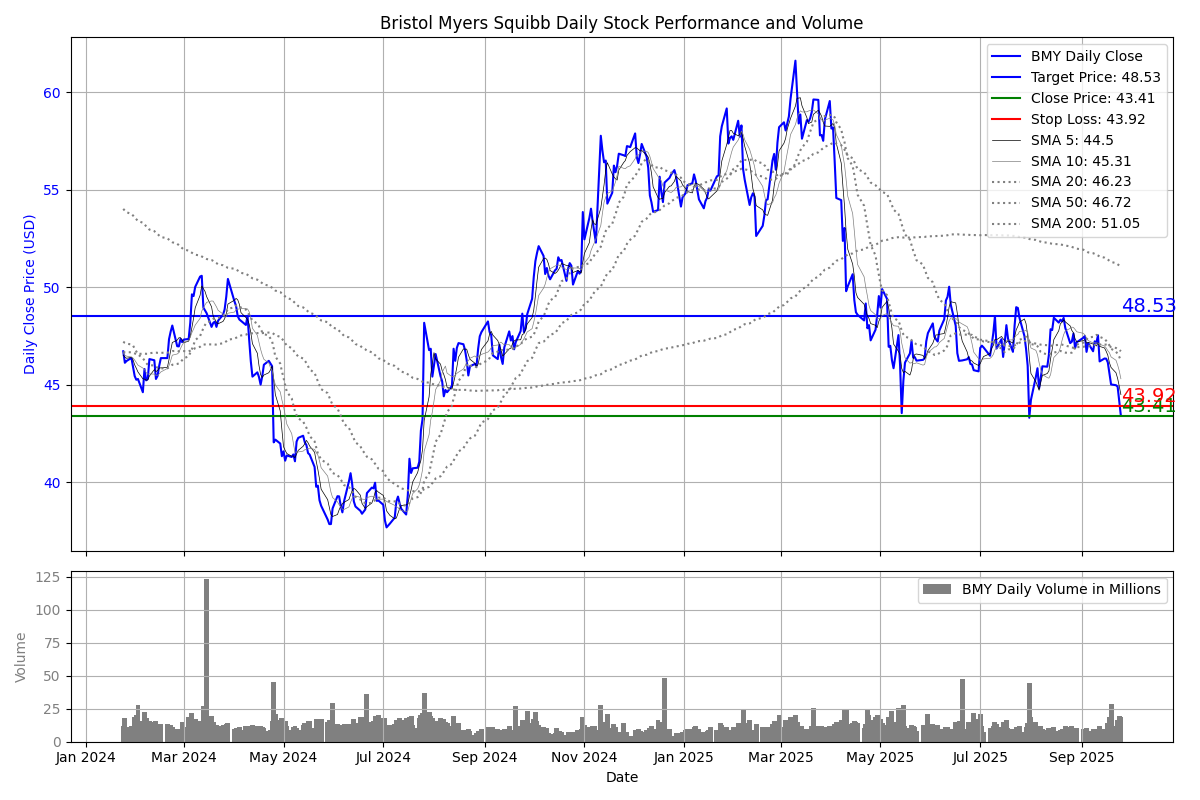 Bristol Myers Squibb Daily Stock Performance and Volume
Daily Close Price (USD)
60
55
50
45
40
BMY Daily Close
Target Price: 48.53
Close Price: 43.41
Stop Loss: 43.92
SMA 5: 44.5
SMA 10: 45.31
SMA 20: 46.23
SMA 50: 46.72
SMA 200: 51.05
48.53
43.92
43.41
Volume
125
100
75
50
25
0
BMY Daily Volume in Millions
Jan 2024 Mar 2024 May 2024 Jul 2024 Sep 2024 Nov 2024 Jan 2025 Mar 2025 May 2025 Jul 2025 Sep 2025
Date